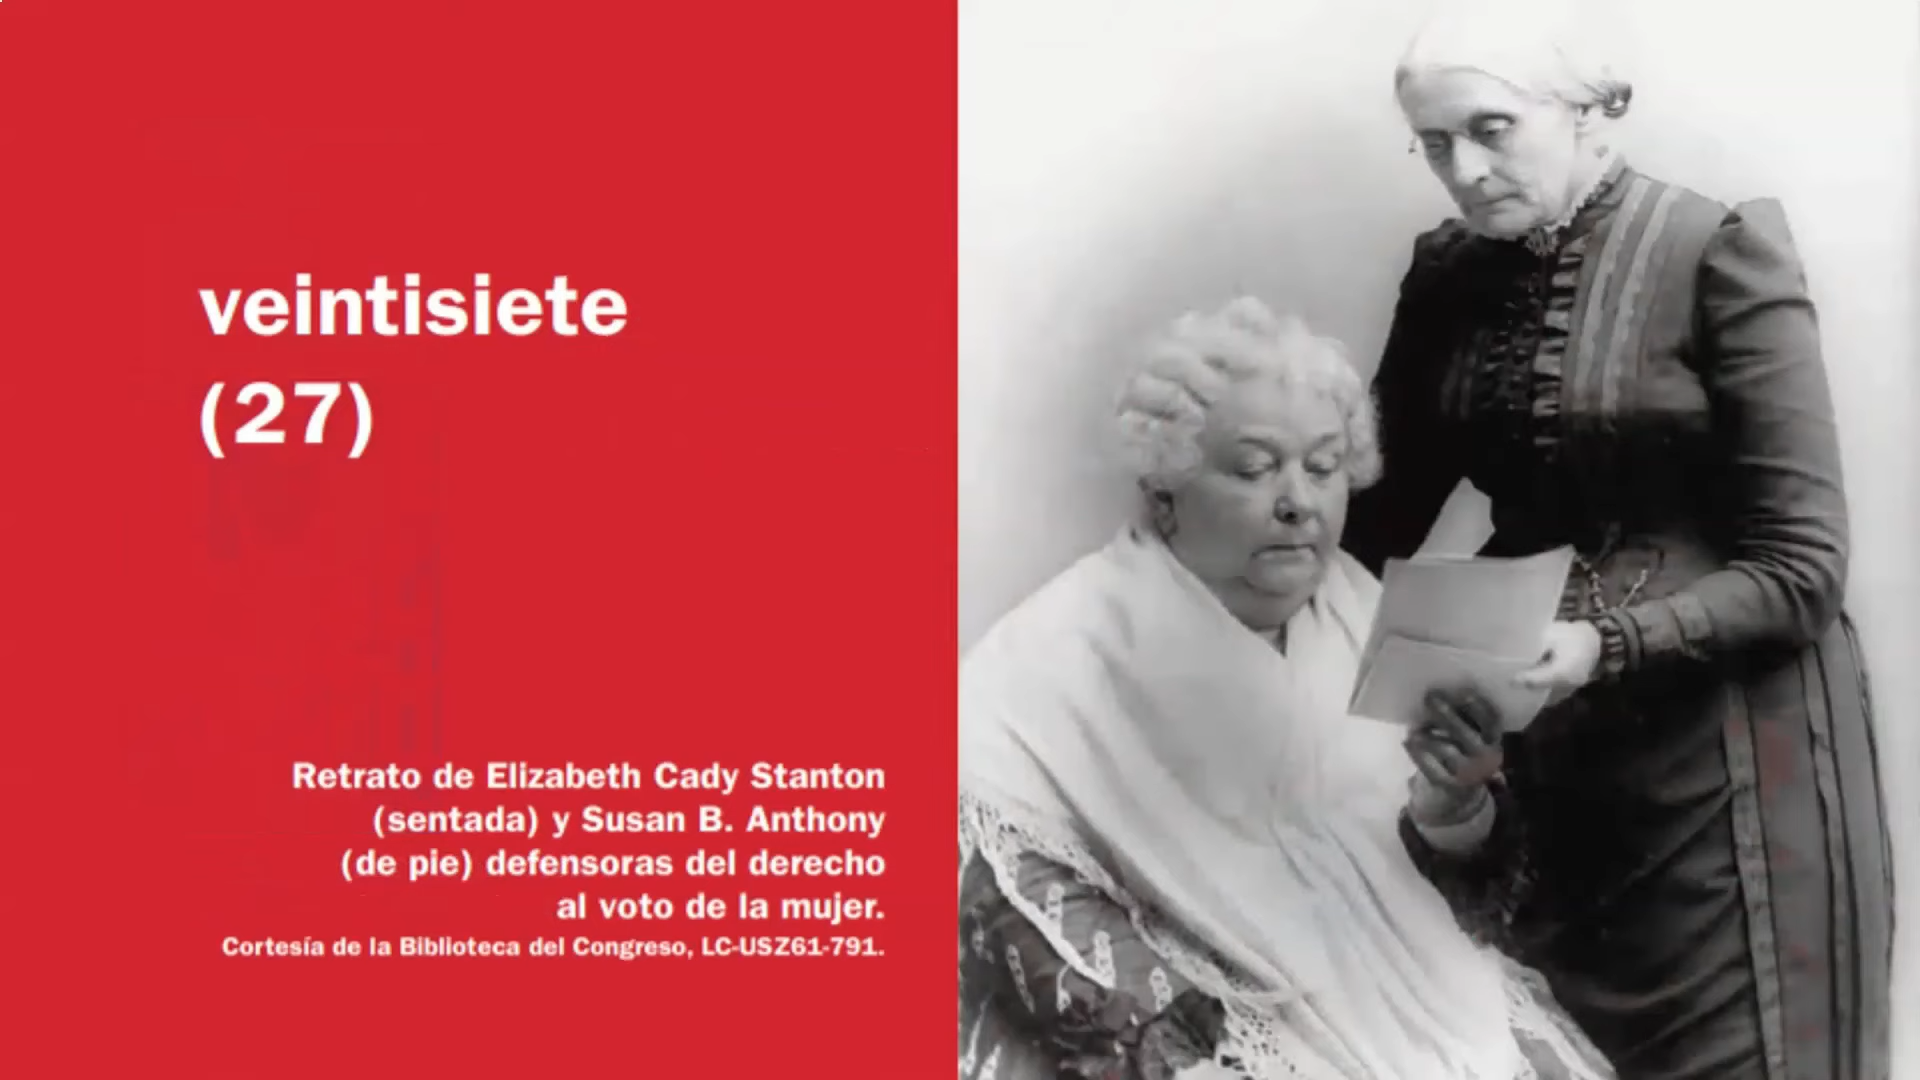 veintisiete
(27)
Retrato de Elizabeth Cady Stanton
(sentada) y Susan B. Anthony
(de pie) defensoras del derecho
al voto de la mujer.
Cortesía de la Biblioteca del Congreso, LC-USZ61-791.